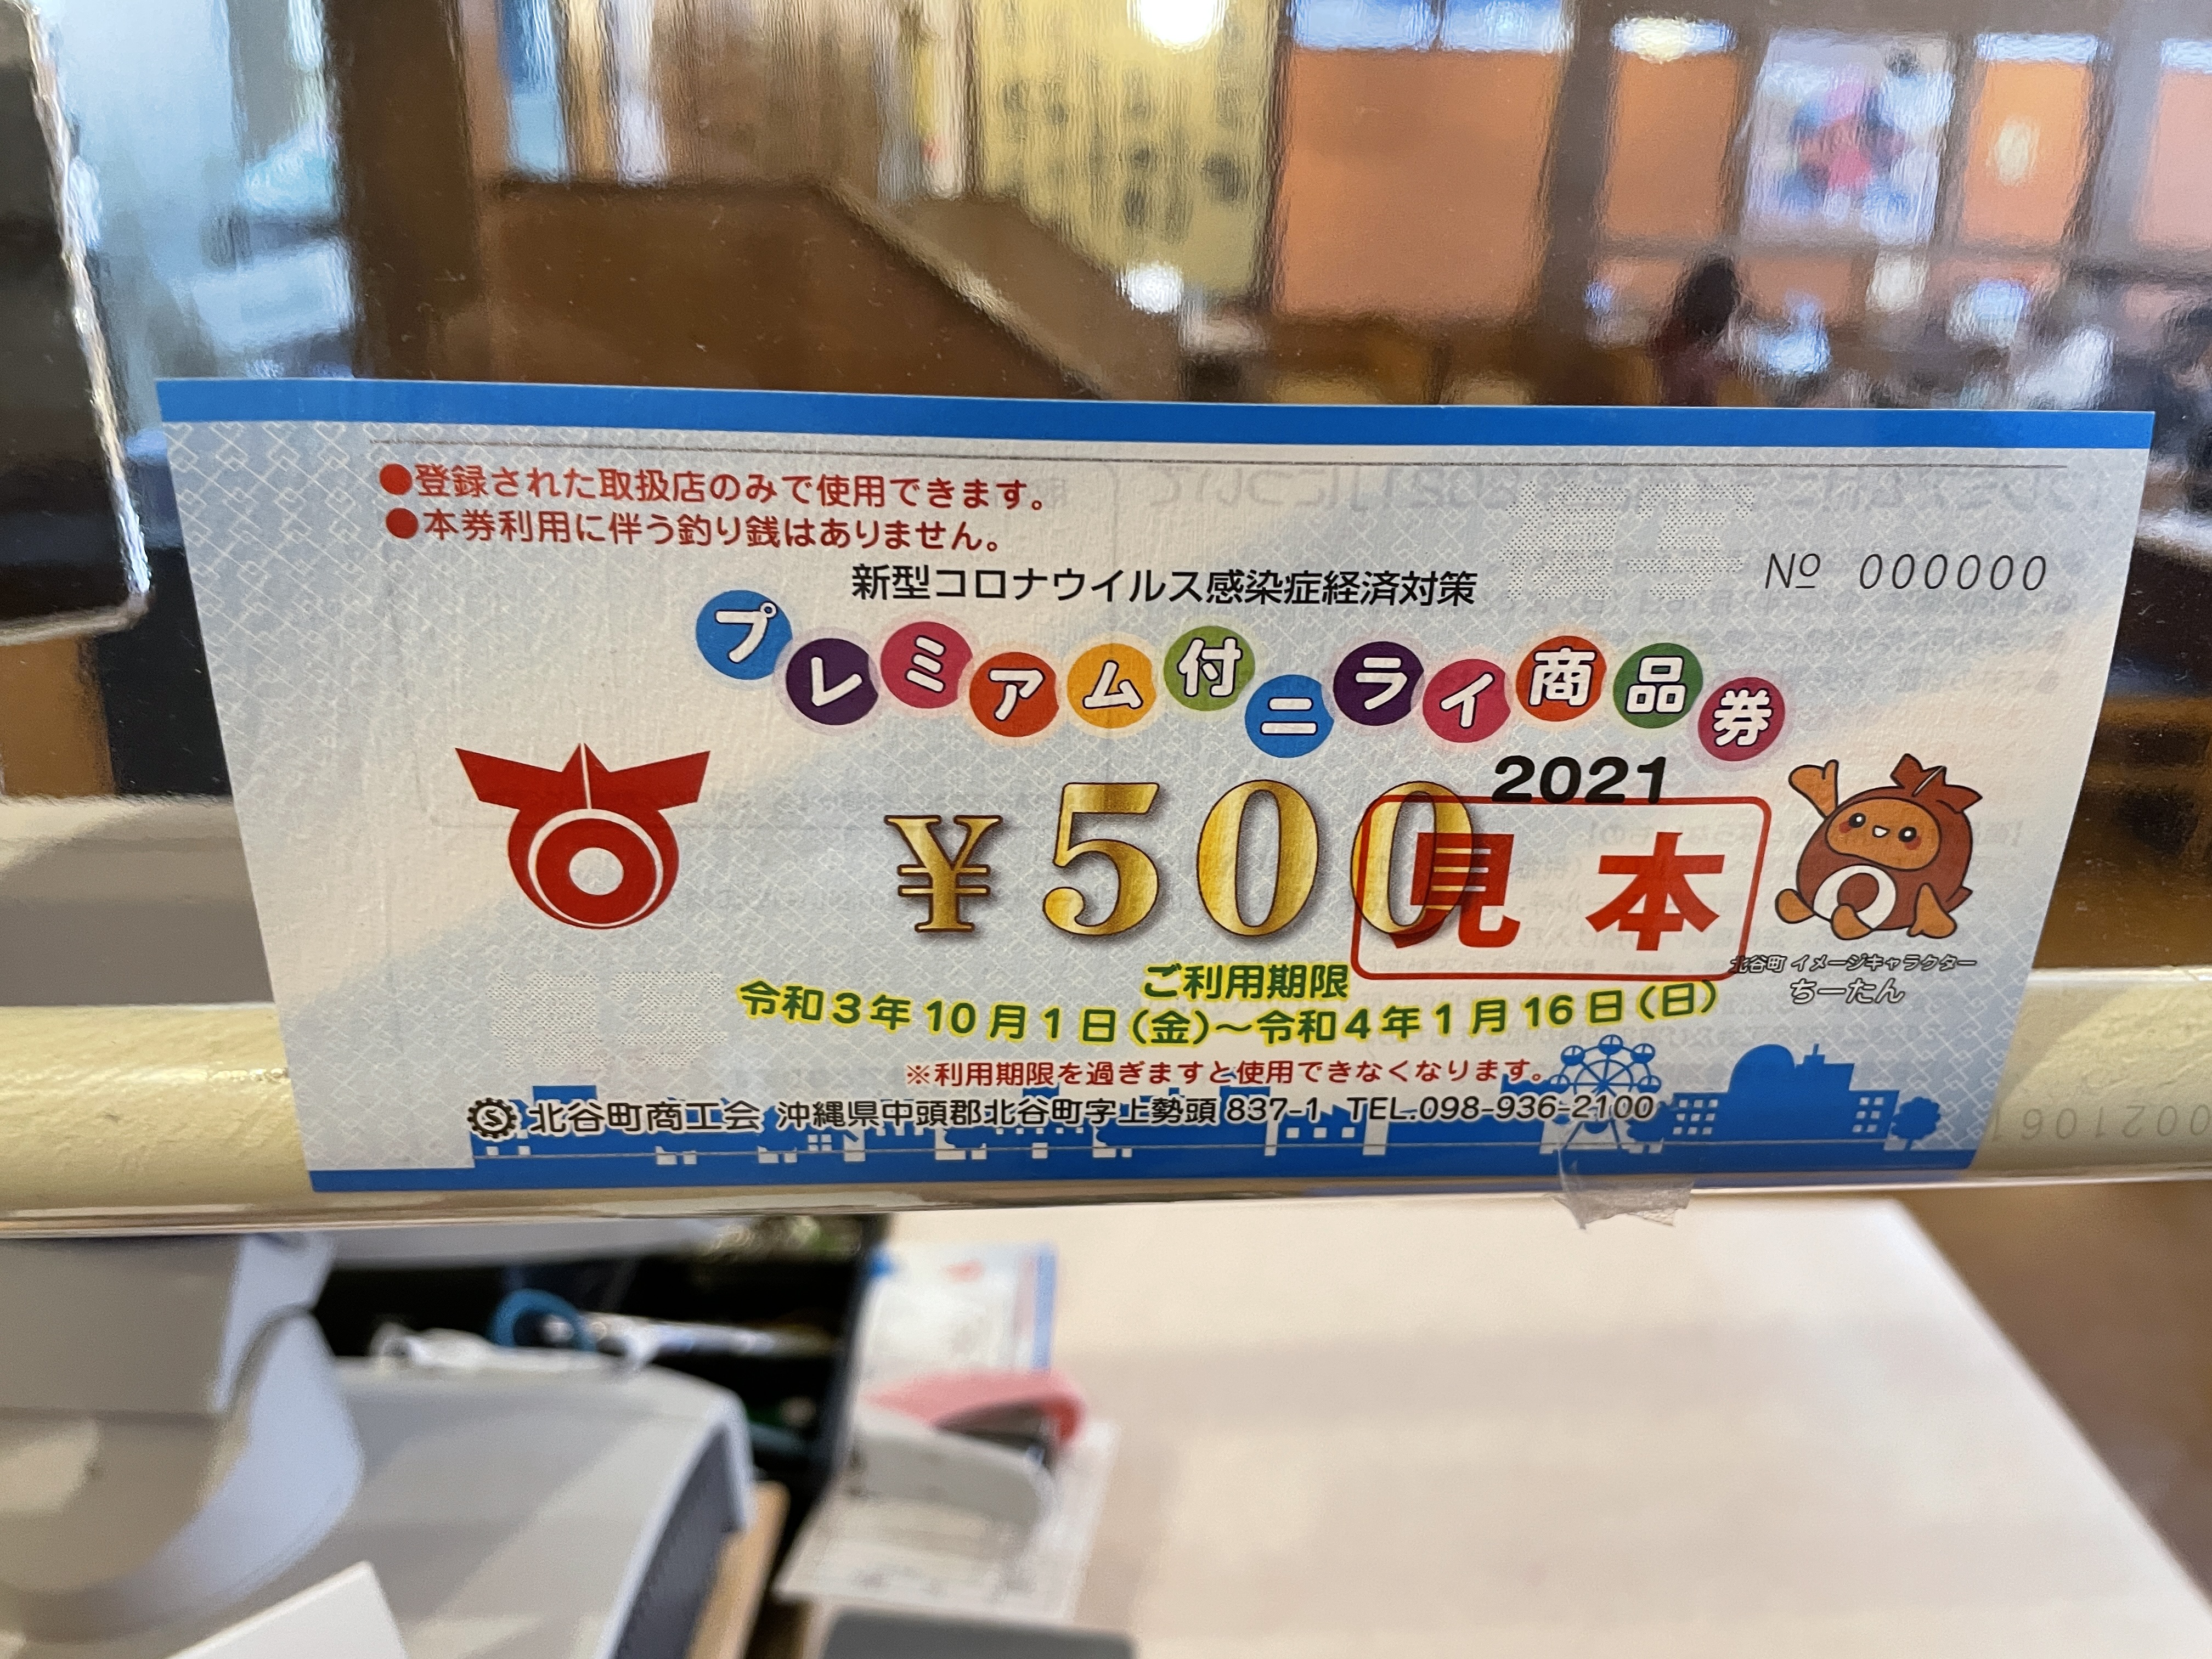 ●登録された取扱店のみで使用できます。
●本券利用に伴う釣り銭はありません。
新型コロナウイルス感染症経済対策
№ 000000
プレミアム付ニライ商品券
2021
¥500
見本
北谷町 イメージキャラクター
ちーたん
ご利用期限
令和3年10月1日(金)～令和4年1月16日(日)
※利用期限を過ぎますと使用できなくなります。
北谷町商工会 沖縄県中頭郡北谷町字上勢頭 837-1 TEL.098-936-2100